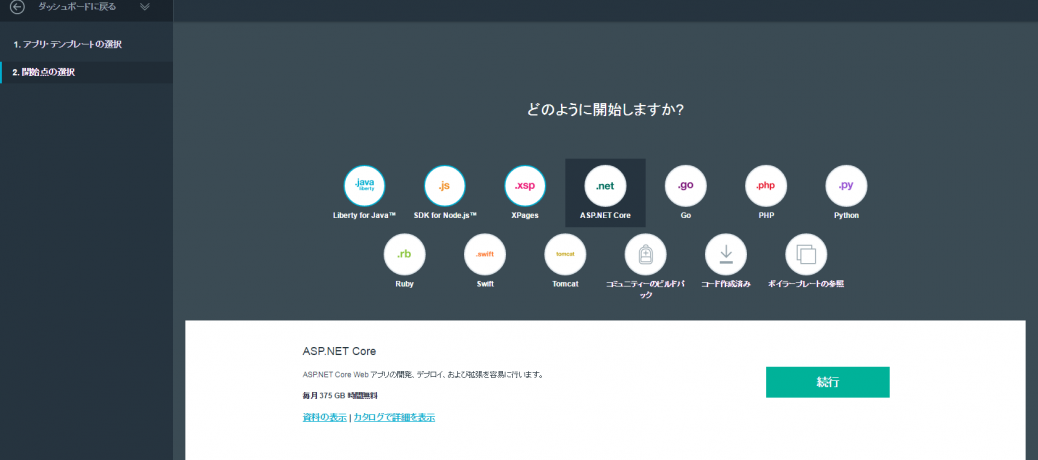 ダッシュボードに戻る
1. アプリ・テンプレートの選択
2. 開始点の選択
どのように開始しますか?
.java
liberty
.js
.xsp
.net
.go
.php
.py
Liberty for Java™
SDK for Node.js™
XPages
ASP.NET Core
Go
PHP
Python
.rb
.swift
tomcat
Ruby
Swift
Tomcat
コミュニティーのビルドパ
ック
コード作成済み
ボイラープレートの参照
ASP.NET Core
ASP.NET Core Web アプリの開発、デプロイ、および拡張を容易に行います。
毎月 375 GB 時間無料
続行
資料の表示 | カタログで詳細を表示